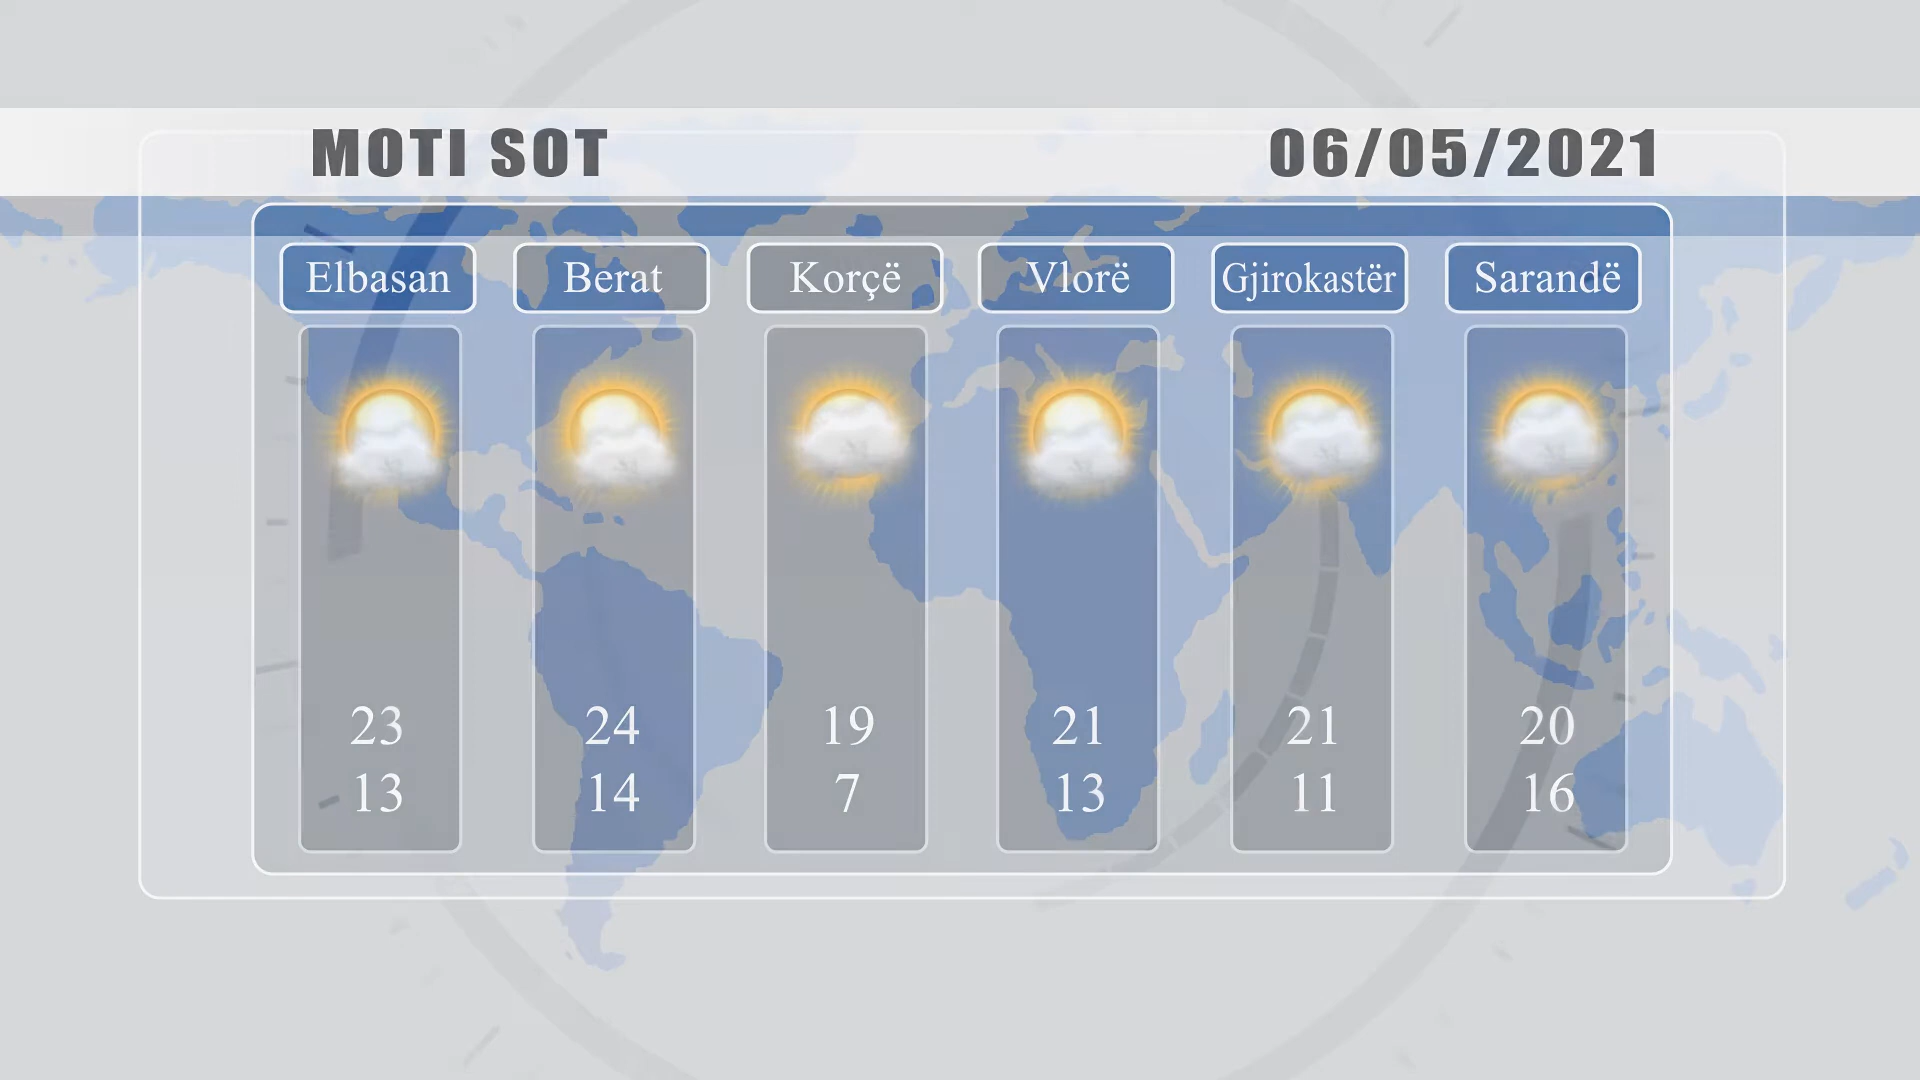 MOTI SOT
06/05/2021
Elbasan
Berat
Korçë
Vlorë
Gjirokastër
Sarandë
23
24
19
21
21
20
13
14
7
13
11
16